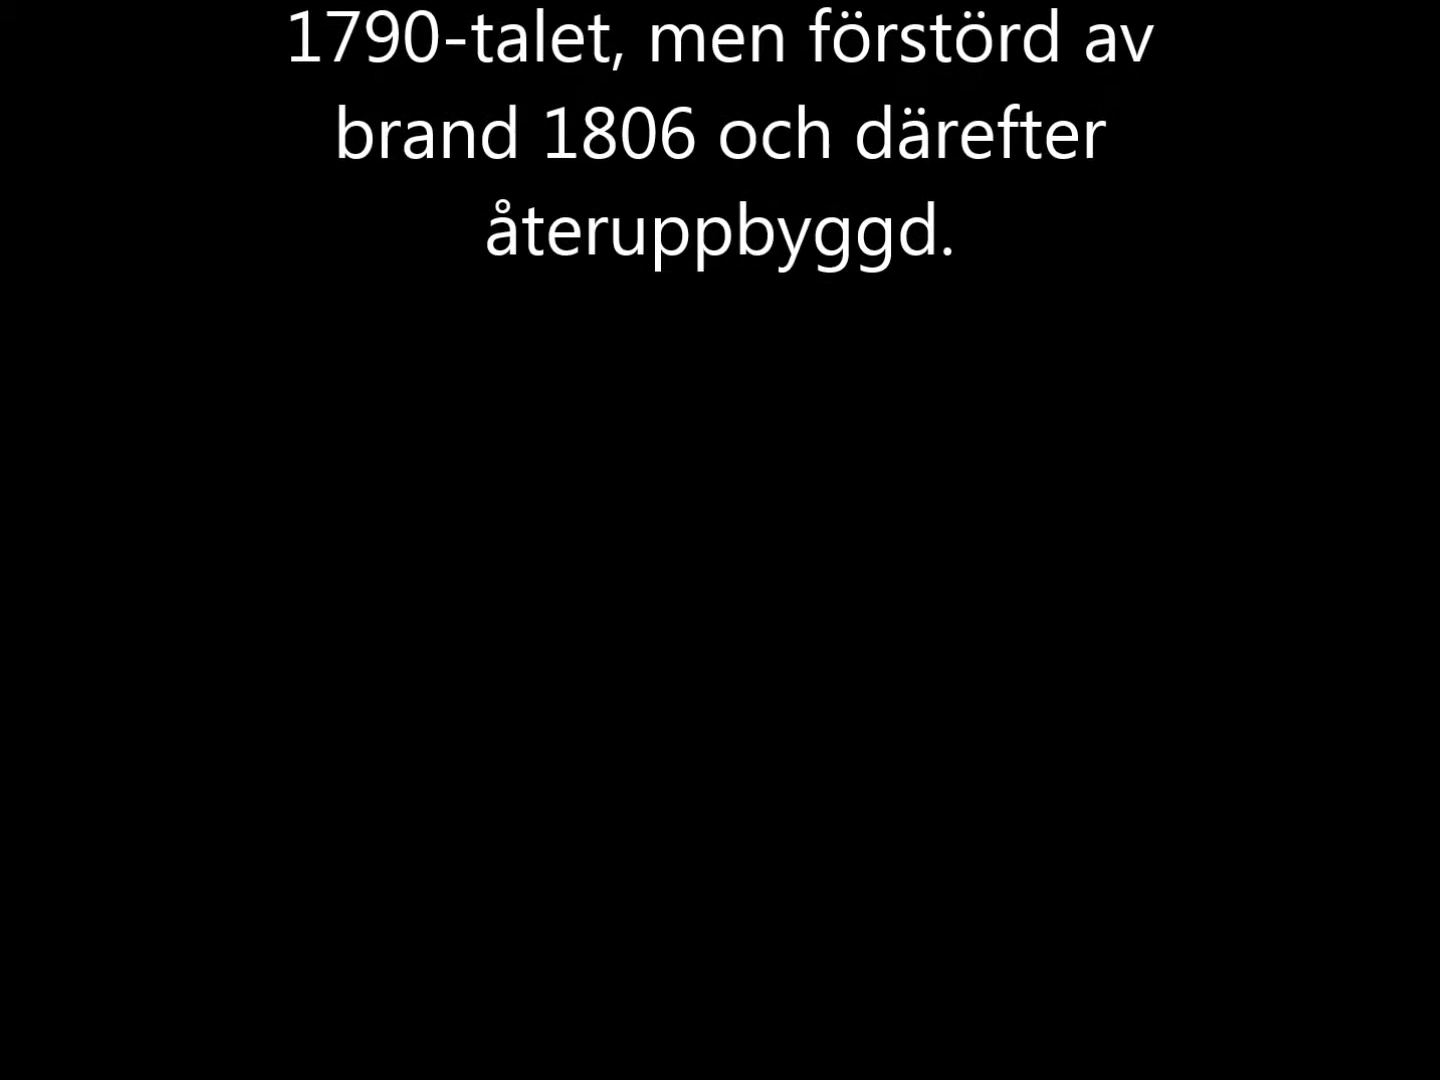 1790-talet, men förstörd av
brand 1806 och därefter
återuppbyggd.